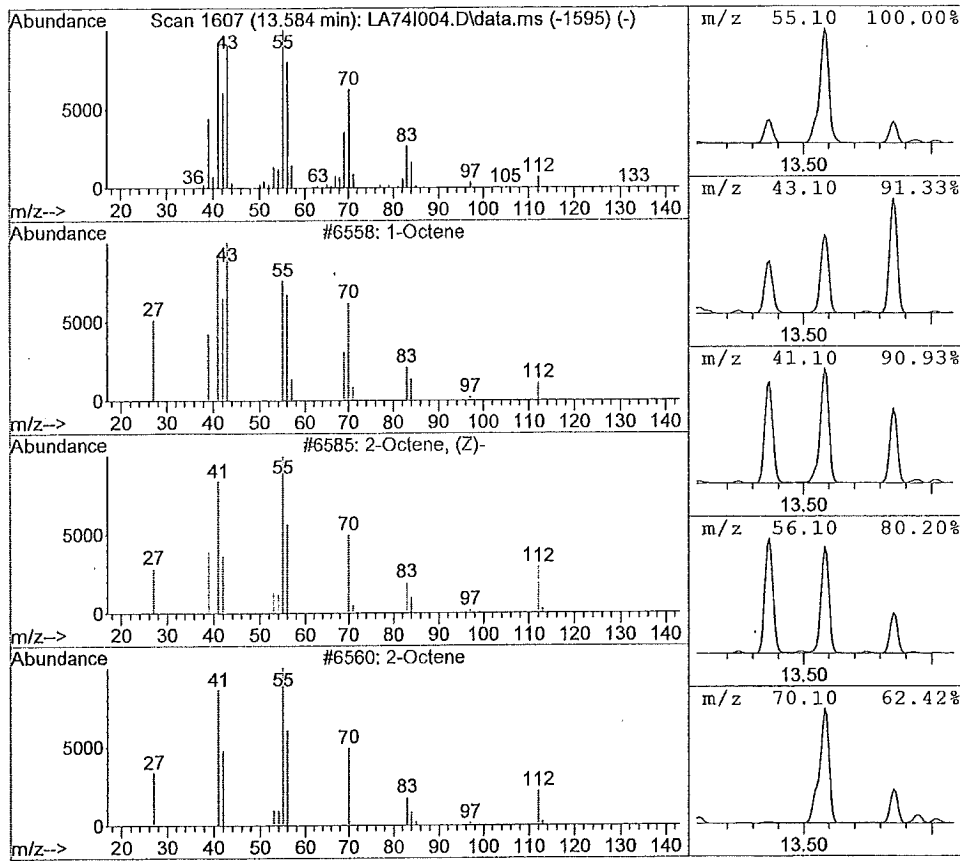 Abundance Scan 1607 (13.584 min): LA74I004.D\data.ms (-1595) (-)
43 55
70
5000
83
36 63 97 105 112 133
0
m/z--> 20 30 40 50 60 70 80 90 100 110 120 130 140
Abundance #6558: 1-Octene
43
55
27 70
5000
83 112
97
0
m/z--> 20 30 40 50 60 70 80 90 100 110 120 130 140
Abundance #6585: 2-Octene, (Z)-
41 55
70
5000
27 112
83
97
0
m/z--> 20 30 40 50 60 70 80 90 100 110 120 130 140
Abundance #6560: 2-Octene
41 55
70
5000
27
83 112
97
0
m/z--> 20 30 40 50 60 70 80 90 100 110 120 130 140
m/z 55.10 100.00%
13.50
m/z 43.10 91.33%
13.50
m/z 41.10 90.93%
13.50
m/z 56.10 80.20%
13.50
m/z 70.10 62.42%
13.50